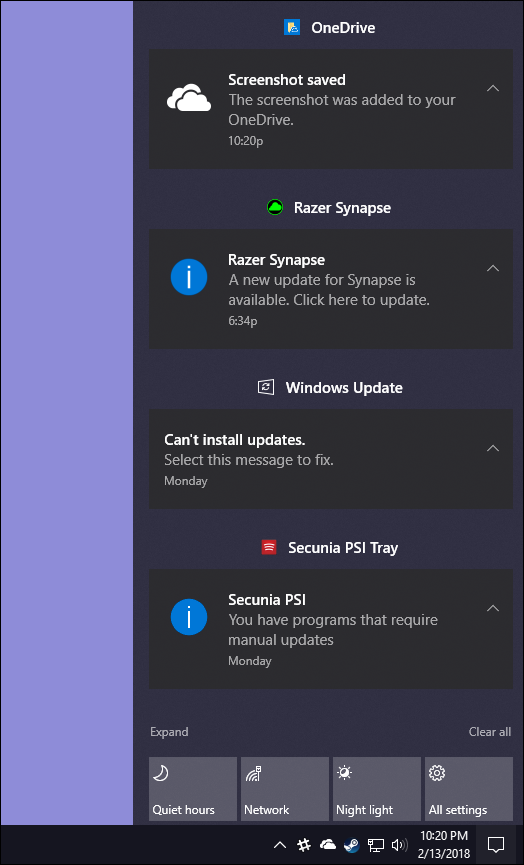 OneDrive
Screenshot saved
The screenshot was added to your
OneDrive.
10:20p
Razer Synapse
Razer Synapse
A new update for Synapse is
available. Click here to update.
6:34p
Windows Update
Can't install updates.
Select this message to fix.
Monday
Secunia PSI Tray
Secunia PSI
You have programs that require
manual updates
Monday
Expand Clear all
Quiet hours Network Night light All settings
10:20 PM
2/13/2018